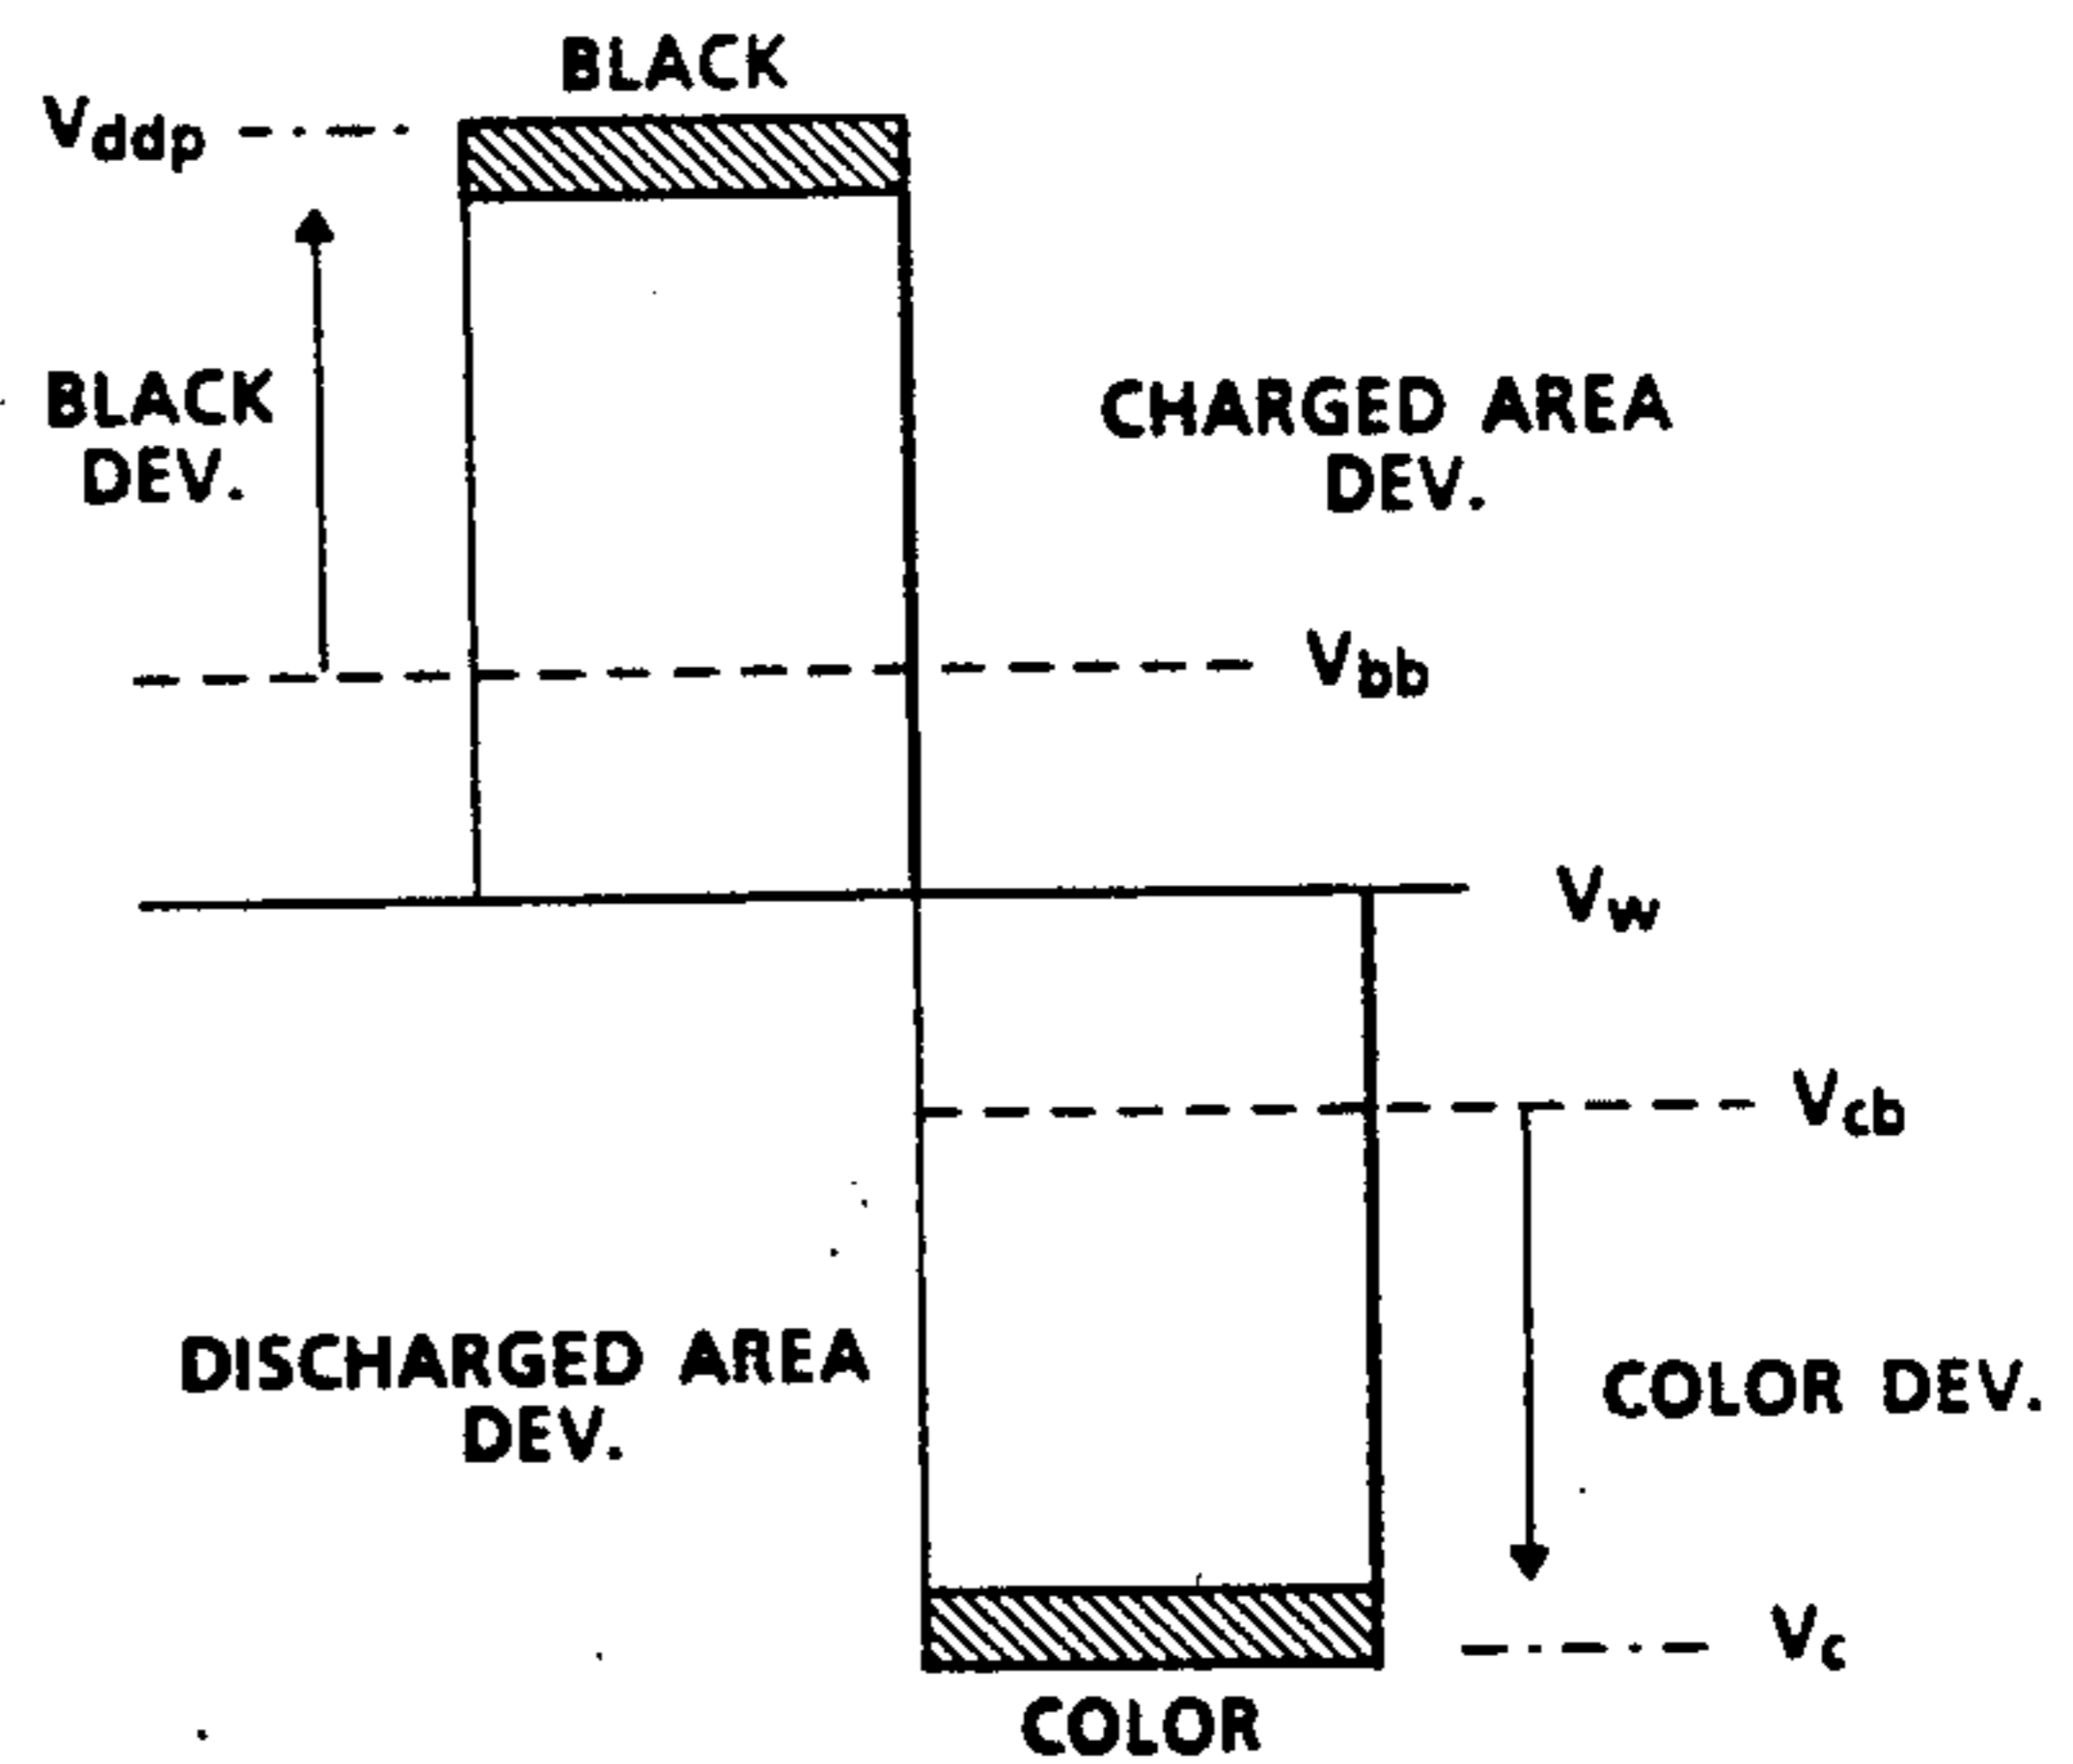 BLACK
Vddp
BLACK
DEV.
CHARGED AREA
DEV.
Vbb
Vw
Vcb
DISCHARGED AREA
DEV.
COLOR DEV.
Vc
COLOR